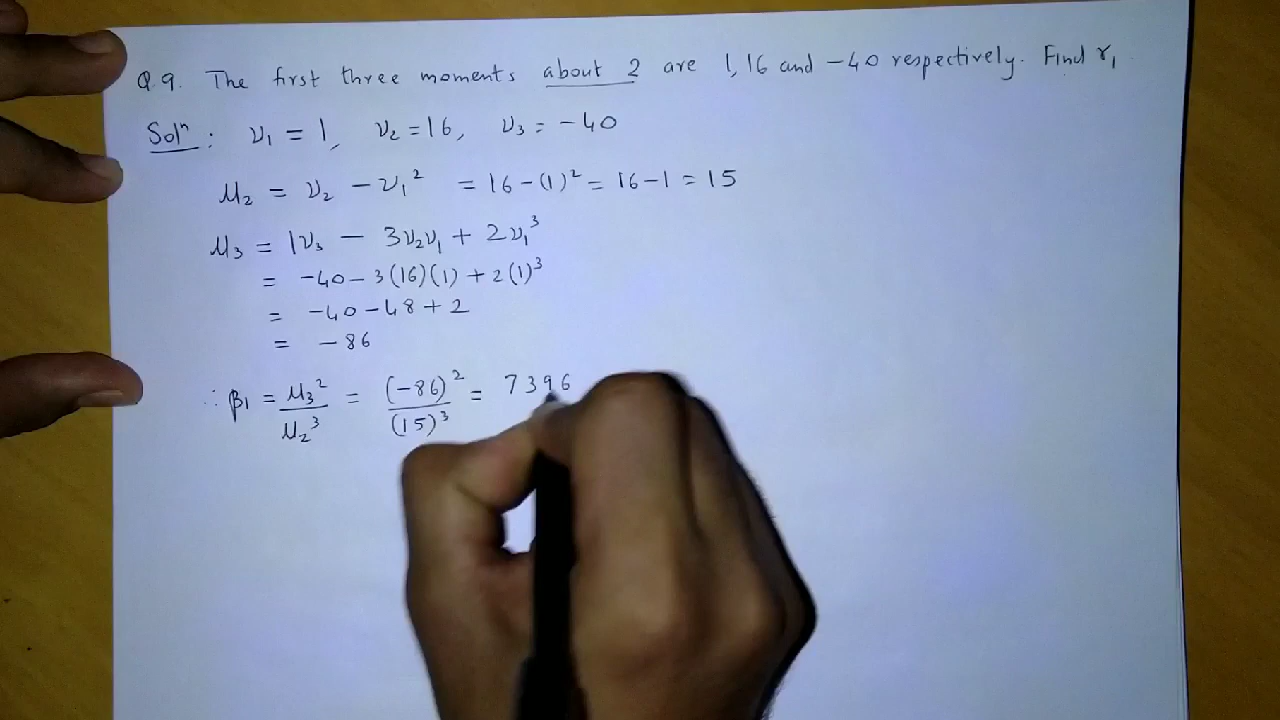 Q.9. The first three moments about 2 are 1, 16 and -40 respectively. Find γ₁
Solⁿ : ν₁ = 1, ν₂ = 16, ν₃ = -40
μ₂ = ν₂ - ν₁² = 16 - (1)² = 16 - 1 = 15
μ₃ = 1ν₃ - 3ν₂ν₁ + 2ν₁³
= -40 - 3(16)(1) + 2(1)³
= -40 - 48 + 2
= -86
∴ β₁ = μ₃²/μ₂³ = (-86)²/(15)³ = 7396